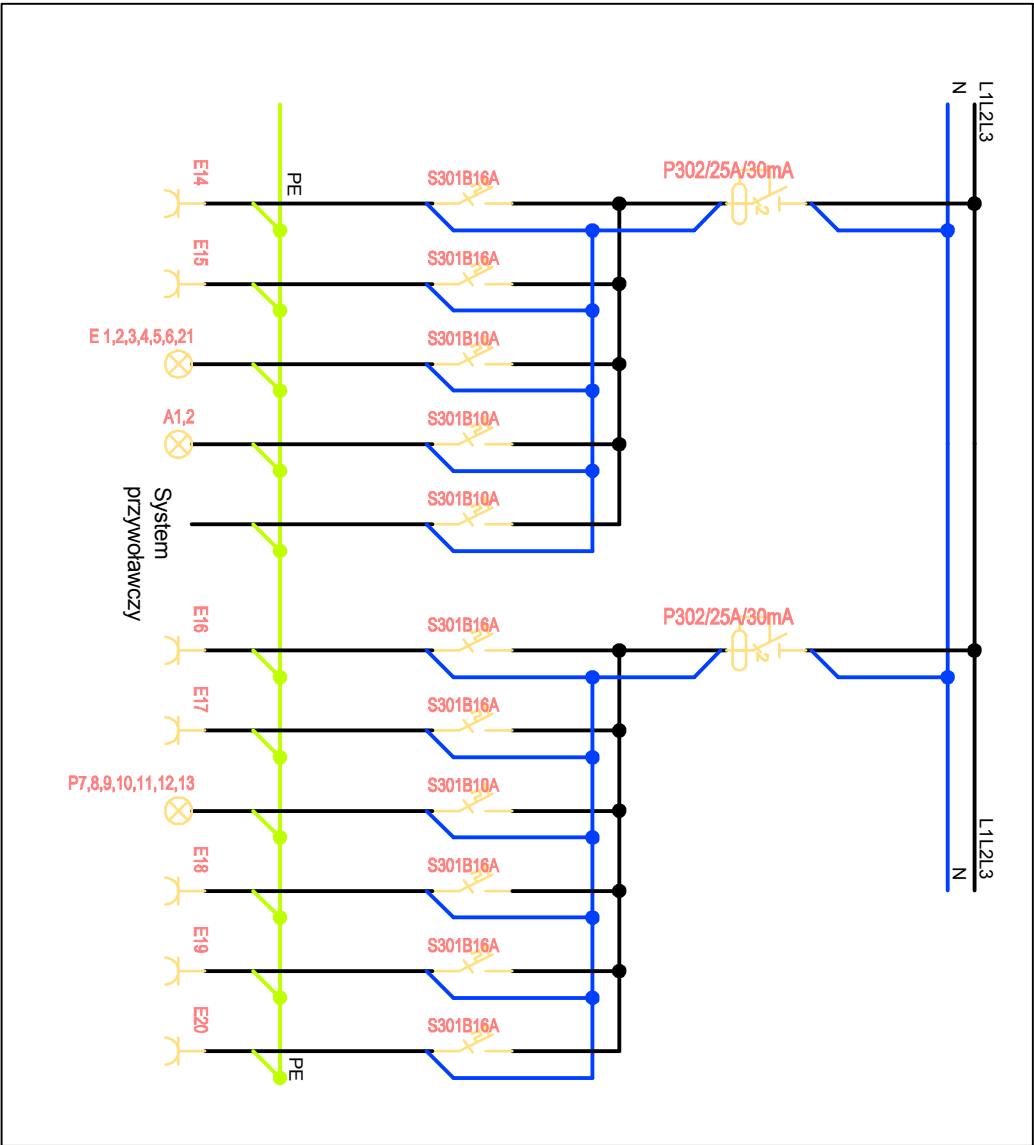 L1L2L3
N
P302/25A/30mA
PE
E14
S301B16A
E15
S301B16A
E 1,2,3,4,5,6,21
S301B10A
A1,2
S301B10A
System
przywoławczy
S301B10A
P302/25A/30mA
E16
S301B16A
E17
S301B16A
P7,8,9,10,11,12,13
S301B10A
L1L2L3
N
E18
S301B16A
E19
S301B16A
E20
S301B16A
PE